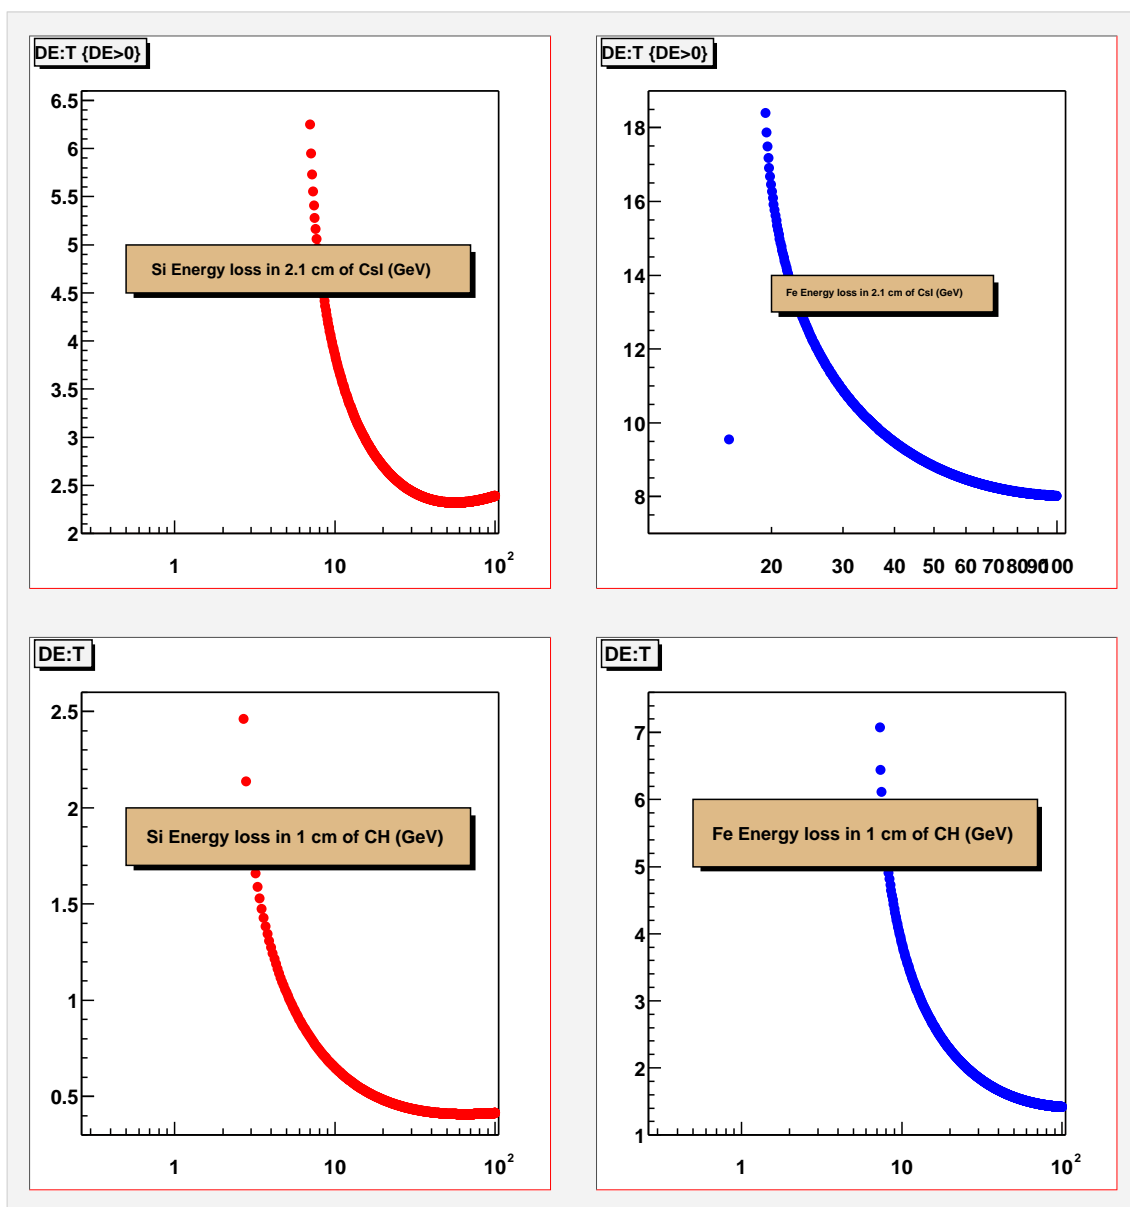 DE:T {DE>0}
6.5
6
5.5
5
4.5
4
3.5
3
2.5
2
Si Energy loss in 2.1 cm of CsI (GeV)
1 10 10²
DE:T {DE>0}
18
16
14
12
10
8
Fe Energy loss in 2.1 cm of CsI (GeV)
20 30 40 50 60 70 80 90 100
DE:T
2.5
2
1.5
1
0.5
Si Energy loss in 1 cm of CH (GeV)
1 10 10²
DE:T
7
6
5
4
3
2
1
Fe Energy loss in 1 cm of CH (GeV)
1 10 10²